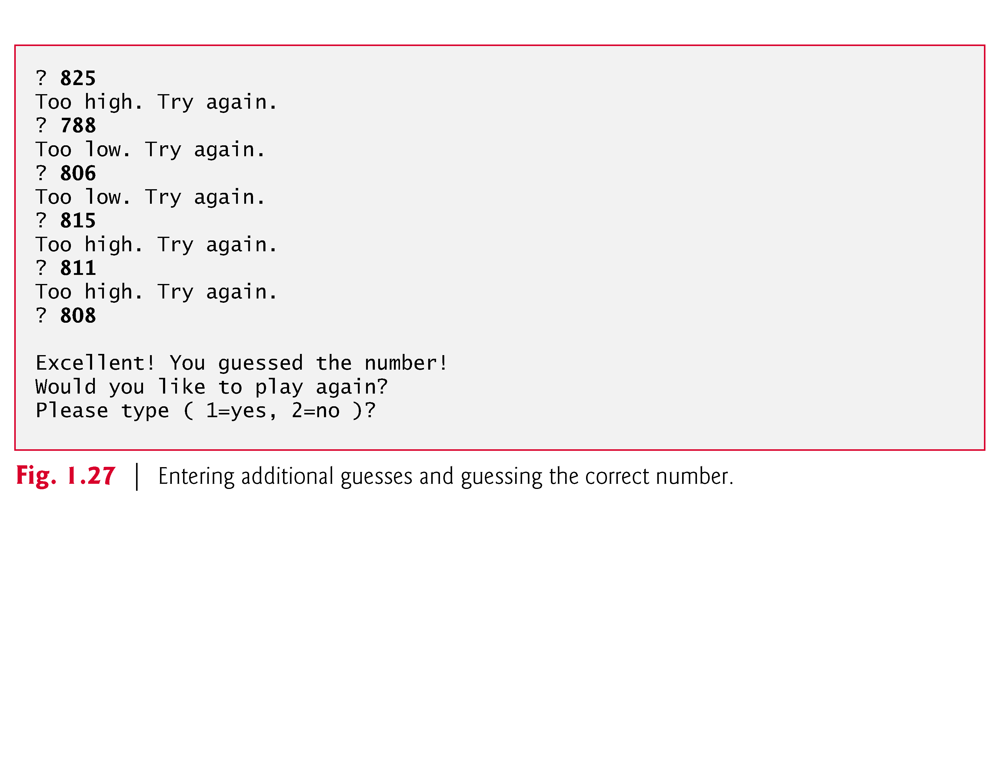 ? 825
Too high. Try again.
? 788
Too low. Try again.
? 806
Too low. Try again.
? 815
Too high. Try again.
? 811
Too high. Try again.
? 808
Excellent! You guessed the number!
Would you like to play again?
Please type ( 1=yes, 2=no )?
Fig. 1.27 | Entering additional guesses and guessing the correct number.